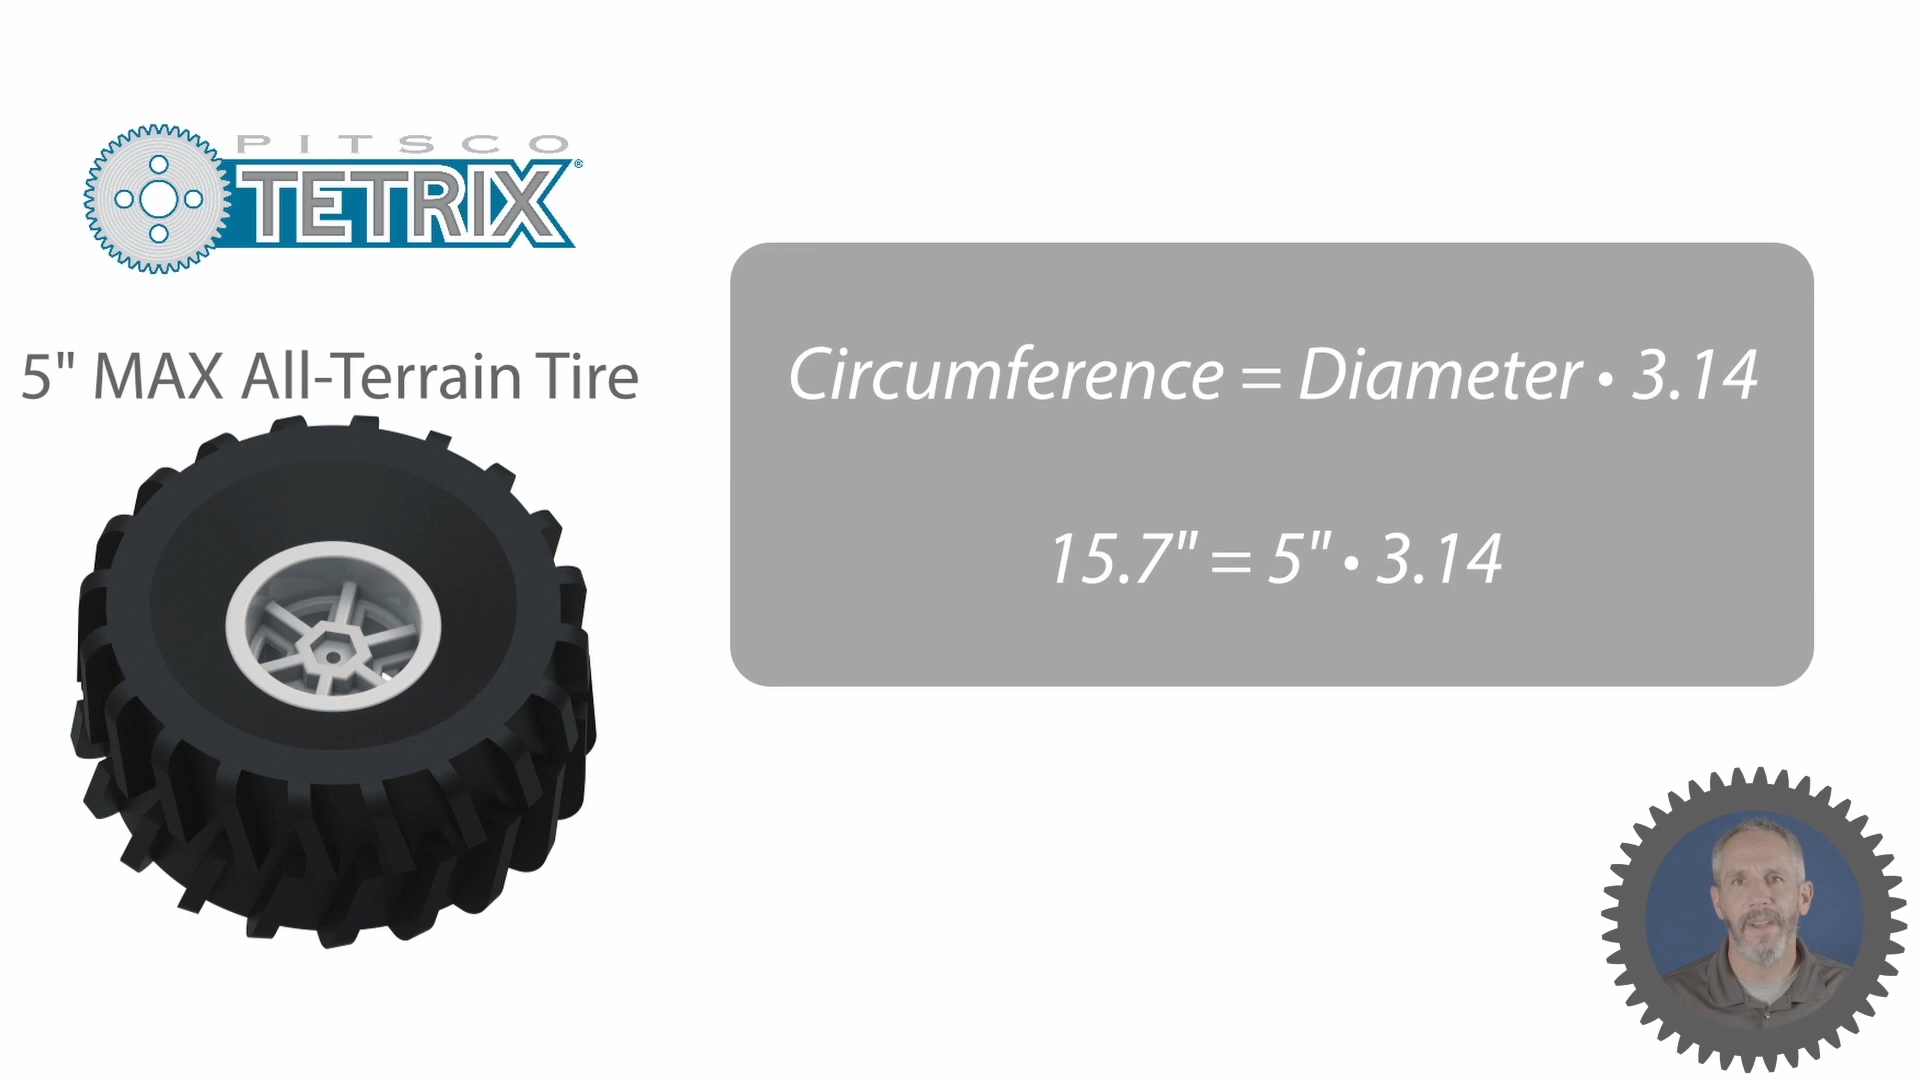 PITSCO
TETRIX®
5" MAX All-Terrain Tire
Circumference = Diameter • 3.14
15.7" = 5" • 3.14